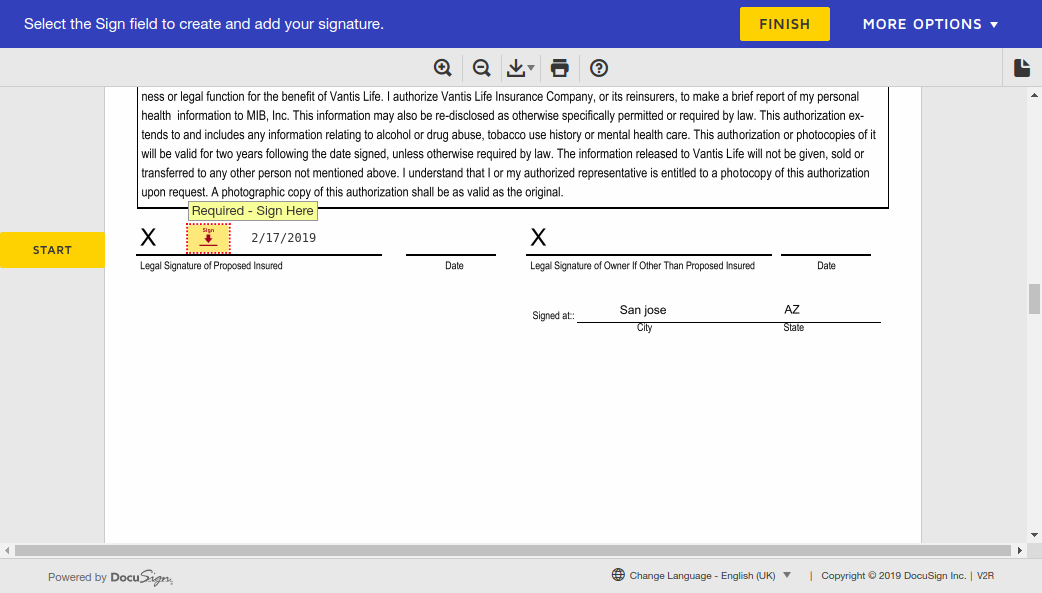 Select the Sign field to create and add your signature.
FINISH
MORE OPTIONS
ness or legal function for the benefit of Vantis Life. I authorize Vantis Life Insurance Company, or its reinsurers, to make a brief report of my personal
health information to MIB, Inc. This information may also be re-disclosed as otherwise specifically permitted or required by law. This authorization ex-
tends to and includes any information relating to alcohol or drug abuse, tobacco use history or mental health care. This authorization or photocopies of it
will be valid for two years following the date signed, unless otherwise required by law. The information released to Vantis Life will not be given, sold or
transferred to any other person not mentioned above. I understand that I or my authorized representative is entitled to a photocopy of this authorization
upon request. A photographic copy of this authorization shall be as valid as the original.
Required - Sign Here
START
X
Sign
2/17/2019
X
Legal Signature of Proposed Insured
Date
Legal Signature of Owner If Other Than Proposed Insured
Date
Signed at::
San jose
AZ
City
State
Powered by DocuSign
Change Language - English (UK)
Copyright © 2019 DocuSign Inc. | V2R